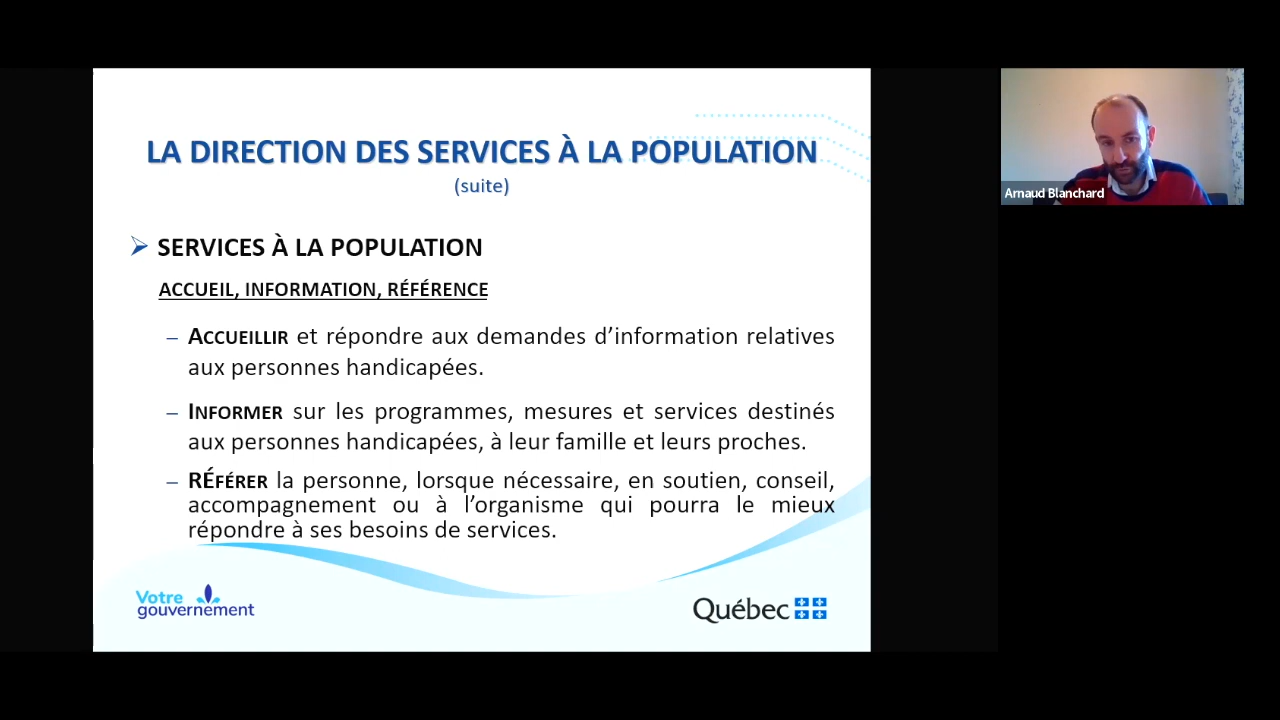 LA DIRECTION DES SERVICES À LA POPULATION
(suite)
SERVICES À LA POPULATION
ACCUEIL, INFORMATION, RÉFÉRENCE
– ACCUEILLIR et répondre aux demandes d’information relatives
aux personnes handicapées.
– INFORMER sur les programmes, mesures et services destinés
aux personnes handicapées, à leur famille et leurs proches.
– RÉFÉRER la personne, lorsque nécessaire, en soutien, conseil,
accompagnement ou à l’organisme qui pourra le mieux
répondre à ses besoins de services.
Votre
gouvernement
Québec
Arnaud Blanchard